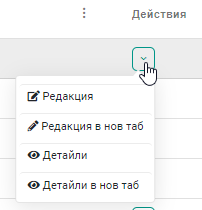 Действия
Редакция
Редакция в нов таб
Детайли
Детайли в нов таб